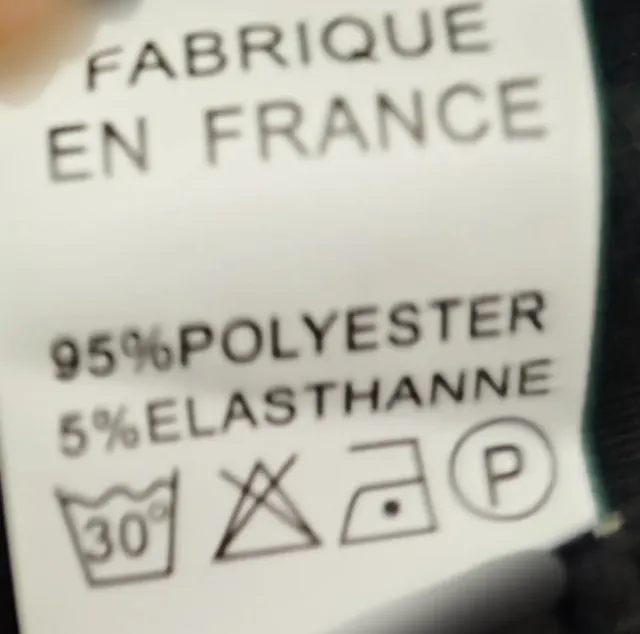 FABRIQUE
EN FRANCE
95%POLYESTER
5%ELASTHANNE
30° P